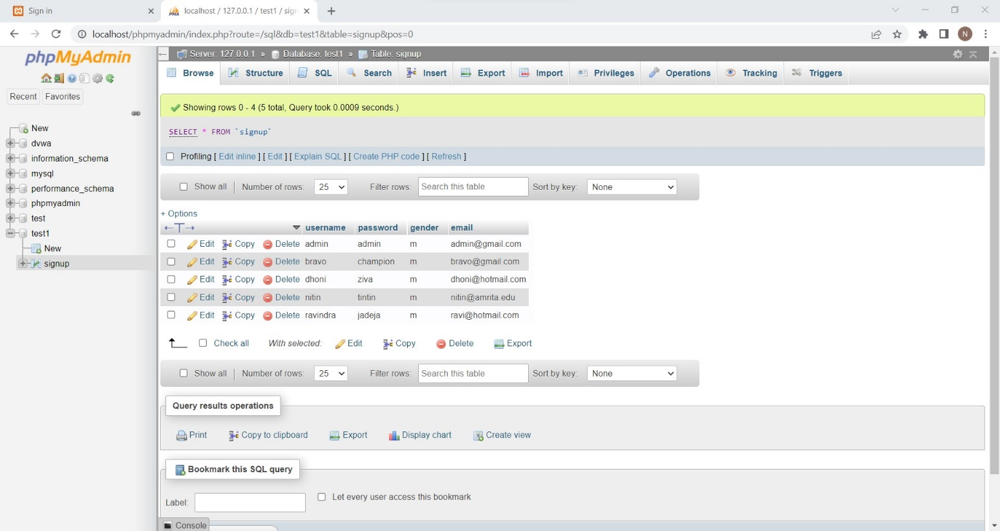 Sign in
localhost / 127.0.0.1 / test1 / sign
localhost/phpmyadmin/index.php?route=/sql&db=test1&table=signup&pos=0
N
phpMyAdmin
Recent Favorites
New
dvwa
information_schema
mysql
performance_schema
phpmyadmin
test
test1
New
signup
Server: 127.0.0.1 » Database: test1 » Table: signup
Browse Structure SQL Search Insert Export Import Privileges Operations Tracking Triggers
Showing rows 0 - 4 (5 total, Query took 0.0009 seconds.)
SELECT * FROM `signup`
Profiling [ Edit inline ] [ Edit ] [ Explain SQL ] [ Create PHP code ] [ Refresh ]
Show all | Number of rows: 25 Filter rows: Search this table Sort by key: None
+ Options
←T→ username password gender email
Edit Copy Delete admin admin m admin@gmail.com
Edit Copy Delete bravo champion m bravo@gmail.com
Edit Copy Delete dhoni ziva m dhoni@hotmail.com
Edit Copy Delete nitin tintin m nitin@amrita.edu
Edit Copy Delete ravindra jadeja m ravi@hotmail.com
Check all With selected: Edit Copy Delete Export
Show all | Number of rows: 25 Filter rows: Search this table Sort by key: None
Query results operations
Print Copy to clipboard Export Display chart Create view
Bookmark this SQL query
Label: Let every user access this bookmark
Console